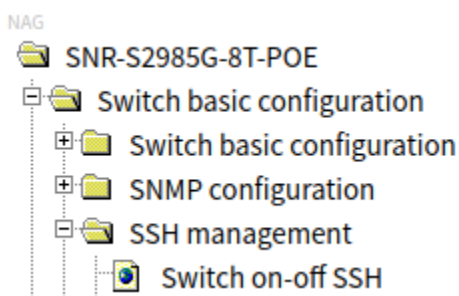 NAG
SNR-S2985G-8T-POE
Switch basic configuration
Switch basic configuration
SNMP configuration
SSH management
Switch on-off SSH